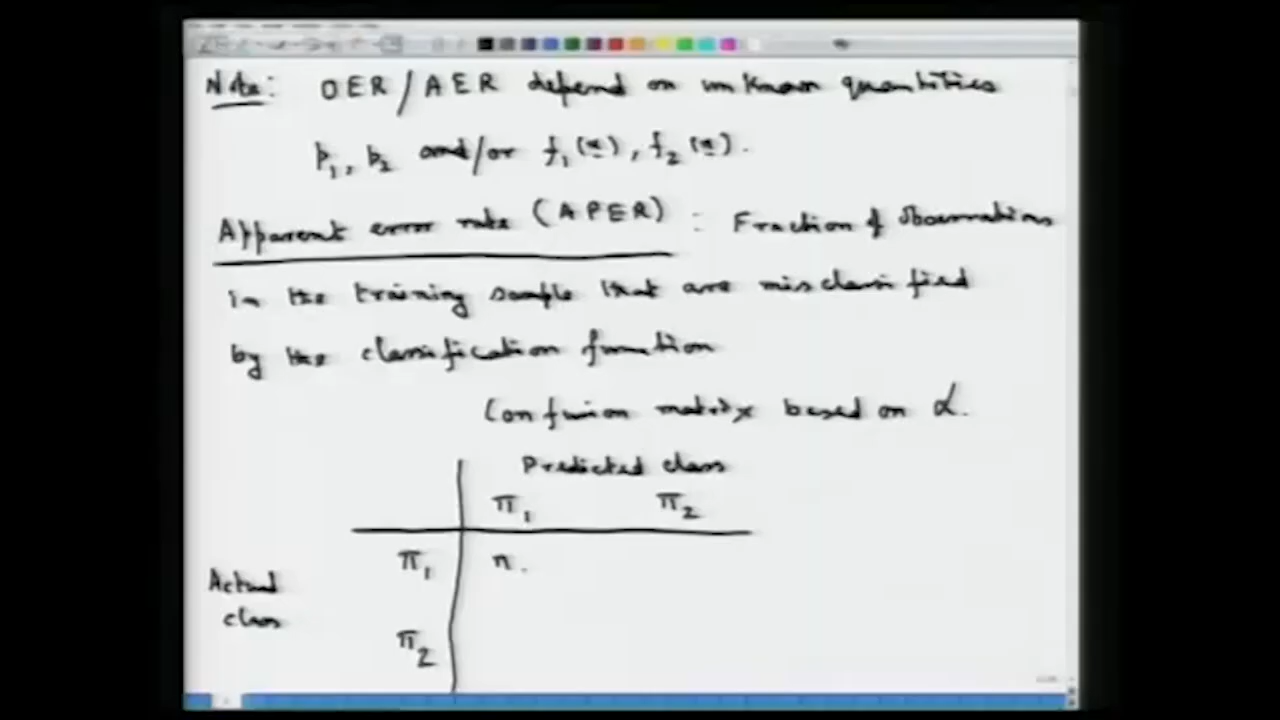 Note: OER/AER depend on unknown quantities
p₁, p₂ and/or f₁(x), f₂(x).
Apparent error rate (APER) : Fraction of observations
in the training sample that are misclassified
by the classification function
Confusion matrix based on α.
Predicted class
π₁ π₂
π₁ n.
Actual
class
π₂